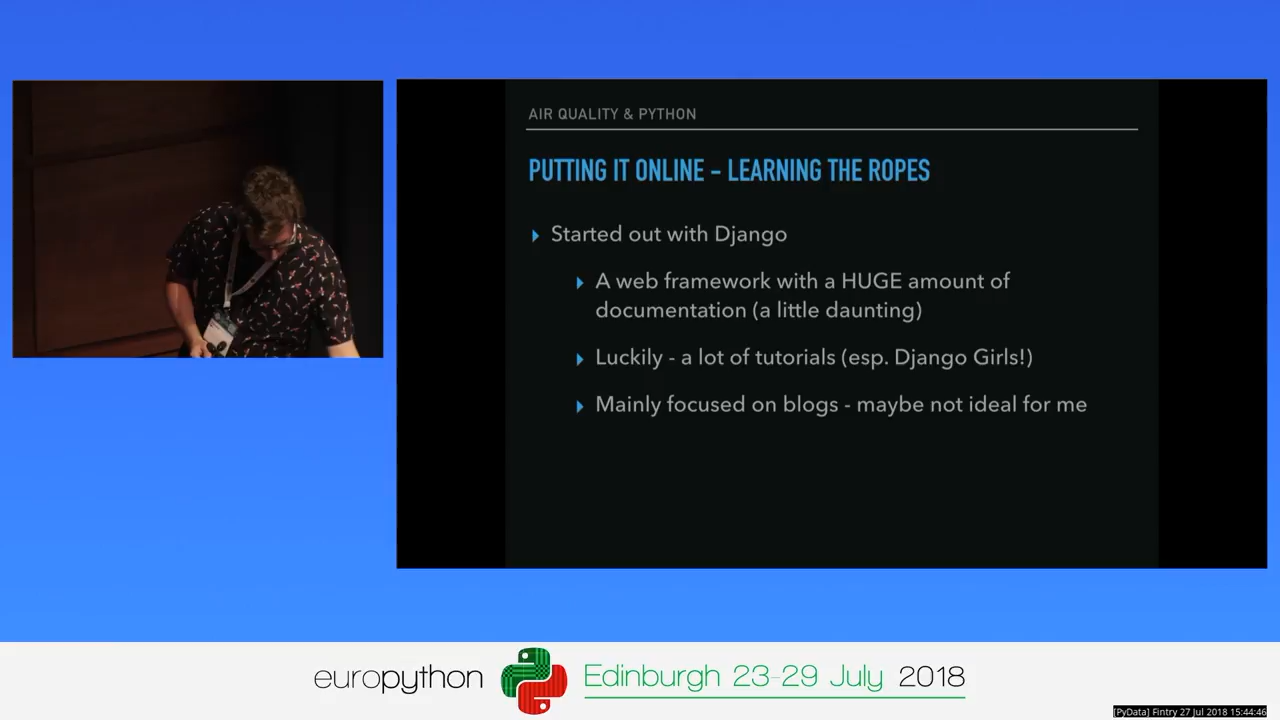 AIR QUALITY & PYTHON
PUTTING IT ONLINE - LEARNING THE ROPES
Started out with Django
A web framework with a HUGE amount of
documentation (a little daunting)
Luckily - a lot of tutorials (esp. Django Girls!)
Mainly focused on blogs - maybe not ideal for me
europython Edinburgh 23-29 July 2018
[PyData] Fintry 27 Jul 2018 15:44:46